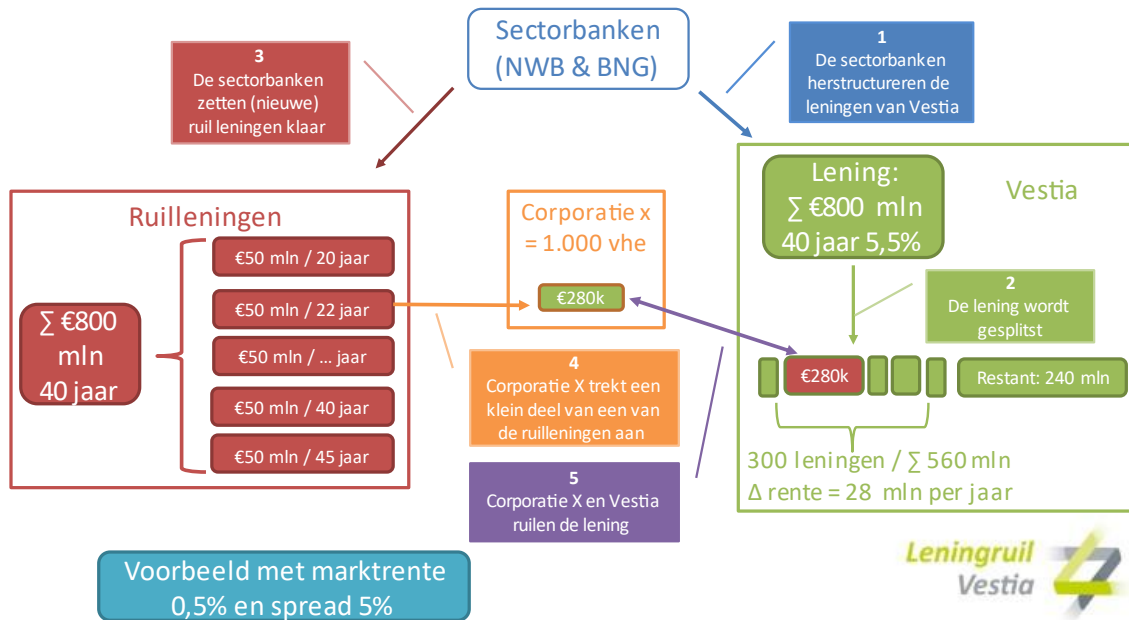 Sectorbanken
(NWB & BNG)
3
De sectorbanken
zetten (nieuwe)
ruil leningen klaar
1
De sectorbanken
herstructureren de
leningen van Vestia
Ruilleningen
∑ €800
mln
40 jaar
€50 mln / 20 jaar
€50 mln / 22 jaar
€50 mln / ... jaar
€50 mln / 40 jaar
€50 mln / 45 jaar
Corporatie x
= 1.000 vhe
€280k
4
Corporatie X trekt een
klein deel van een van
de ruilleningen aan
5
Corporatie X en Vestia
ruilen de lening
Lening:
∑ €800 mln
40 jaar 5,5%
Vestia
2
De lening wordt
gesplitst
€280k
Restant: 240 mln
300 leningen / ∑ 560 mln
Δ rente = 28 mln per jaar
Voorbeeld met marktrente
0,5% en spread 5%
Leningruil
Vestia